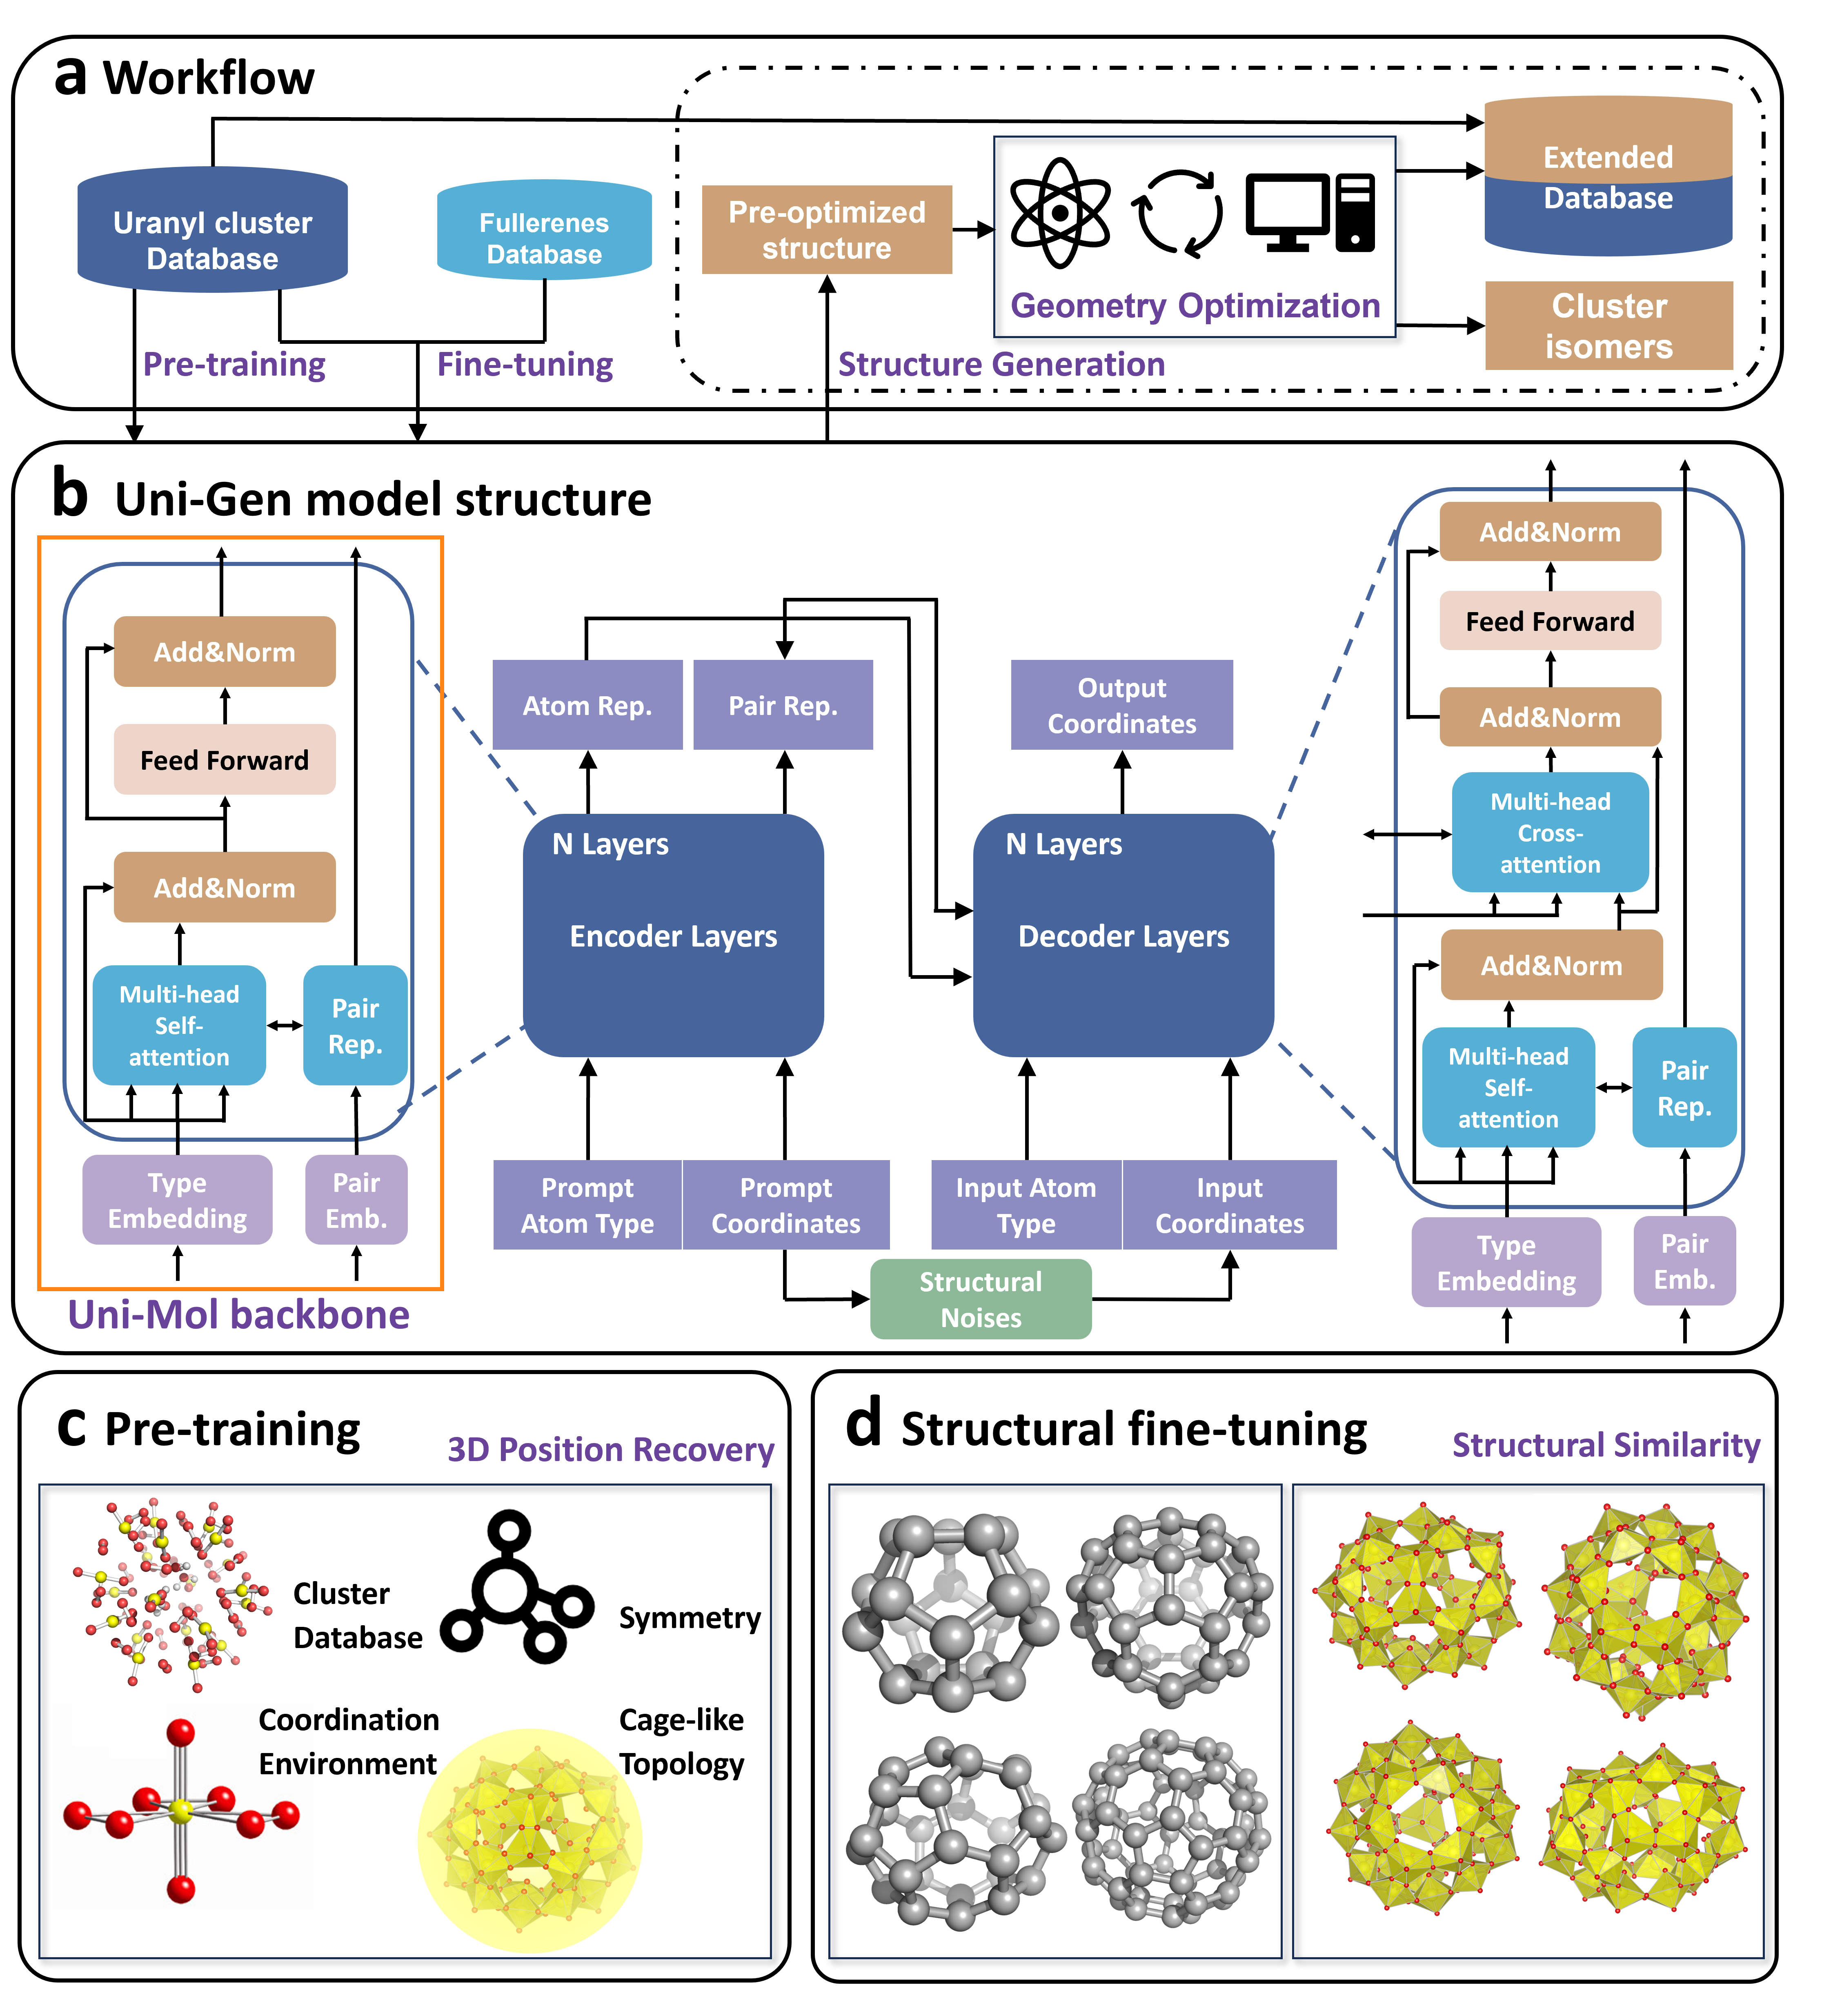 a Workflow
Uranyl cluster
Database
Fullerenes
Database
Pre-training
Fine-tuning
Pre-optimized
structure
Geometry Optimization
Structure Generation
Extended
Database
Cluster
isomers
b Uni-Gen model structure
Add&Norm
Feed Forward
Add&Norm
Multi-head
Self-
attention
Pair
Rep.
Type
Embedding
Pair
Emb.
Uni-Mol backbone
Atom Rep.
Pair Rep.
N Layers
Encoder Layers
Prompt
Atom Type
Prompt
Coordinates
Structural
Noises
Output
Coordinates
N Layers
Decoder Layers
Input Atom
Type
Input
Coordinates
Add&Norm
Feed Forward
Add&Norm
Multi-head
Cross-
attention
Add&Norm
Multi-head
Self-
attention
Pair
Rep.
Type
Embedding
Pair
Emb.
c Pre-training
3D Position Recovery
Cluster
Database
Symmetry
Coordination
Environment
Cage-like
Topology
d Structural fine-tuning
Structural Similarity